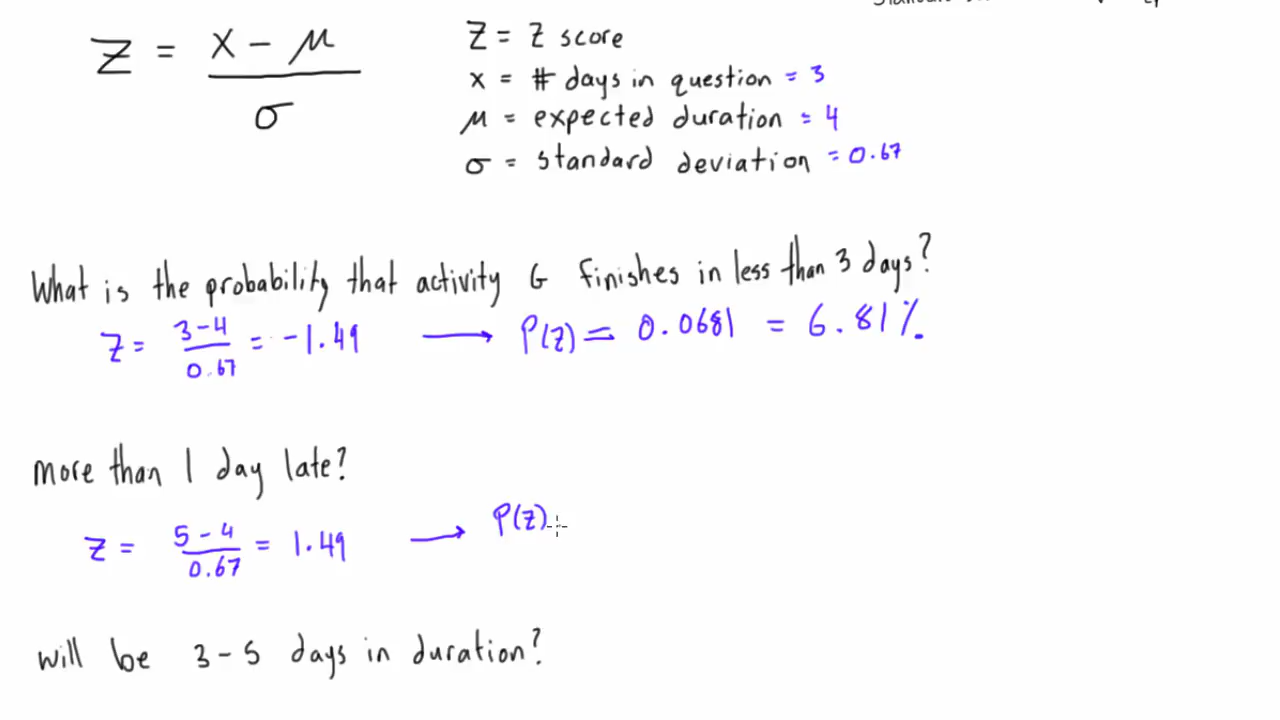 Z = x - μ / σ
Z = Z score
x = # days in question = 3
μ = expected duration = 4
σ = standard deviation = 0.67
What is the probability that activity G finishes in less than 3 days?
Z = 3-4 / 0.67 = -1.49 → P(z) = 0.0681 = 6.81%
more than 1 day late?
Z = 5-4 / 0.67 = 1.49 → P(z)
will be 3-5 days in duration?